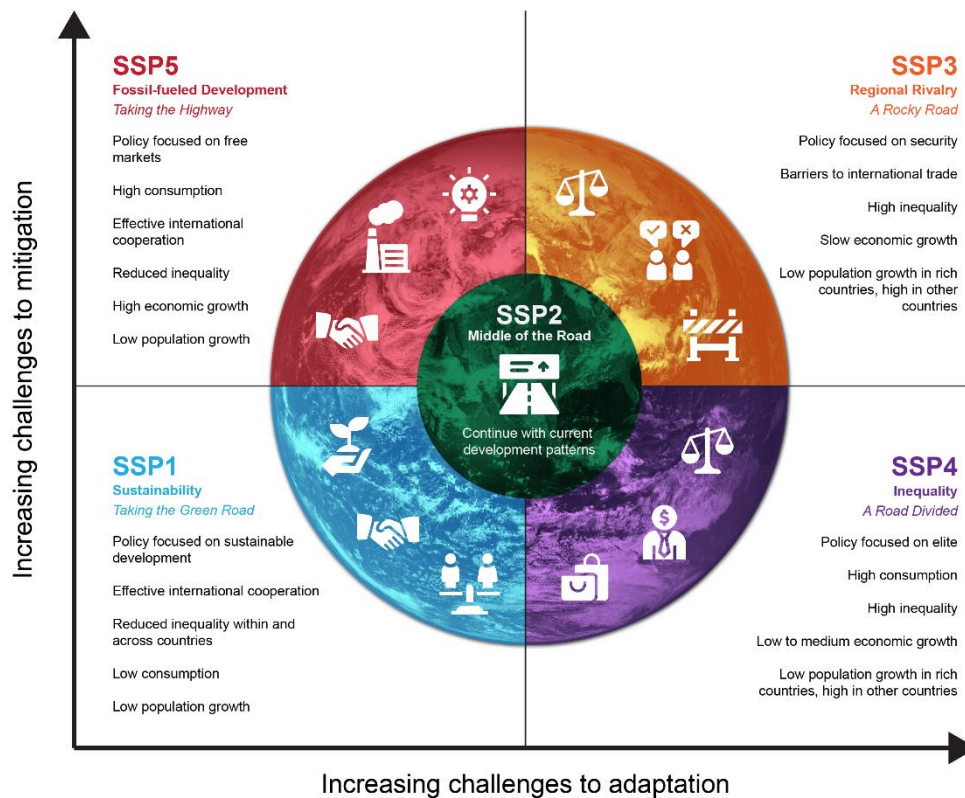 Increasing challenges to mitigation
SSP5
Fossil-fueled Development
Taking the Highway
Policy focused on free
markets
High consumption
Effective international
cooperation
Reduced inequality
High economic growth
Low population growth
SSP3
Regional Rivalry
A Rocky Road
Policy focused on security
Barriers to international trade
High inequality
Slow economic growth
Low population growth in rich
countries, high in other
countries
SSP2
Middle of the Road
Continue with current
development patterns
SSP1
Sustainability
Taking the Green Road
Policy focused on sustainable
development
Effective international cooperation
Reduced inequality within and
across countries
Low consumption
Low population growth
SSP4
Inequality
A Road Divided
Policy focused on elite
High consumption
High inequality
Low to medium economic growth
Low population growth in rich
countries, high in other countries
$
Increasing challenges to adaptation